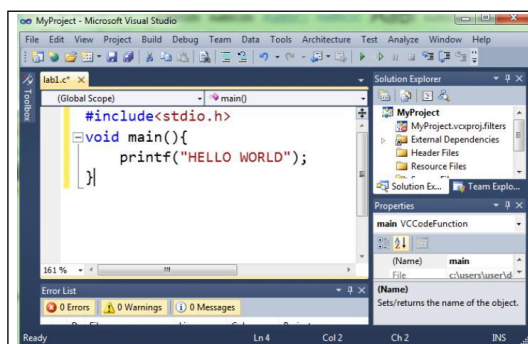 MyProject - Microsoft Visual Studio
File Edit View Project Build Debug Team Data Tools Architecture Test Analyze Window Help
Toolbox
lab1.c*
(Global Scope) main()
#include<stdio.h>
void main(){
printf("HELLO WORLD");
}
161 %
Solution Explorer
MyProject
MyProject.vcxproj.filters
External Dependencies
Header Files
Resource Files
Solution Ex... Team Explo...
Properties
main VCCodeFunction
(Name) main
File c:\users\user\d
(Name)
Sets/returns the name of the object.
Error List
0 Errors 0 Warnings 0 Messages
Ready Ln 4 Col 2 Ch 2 INS